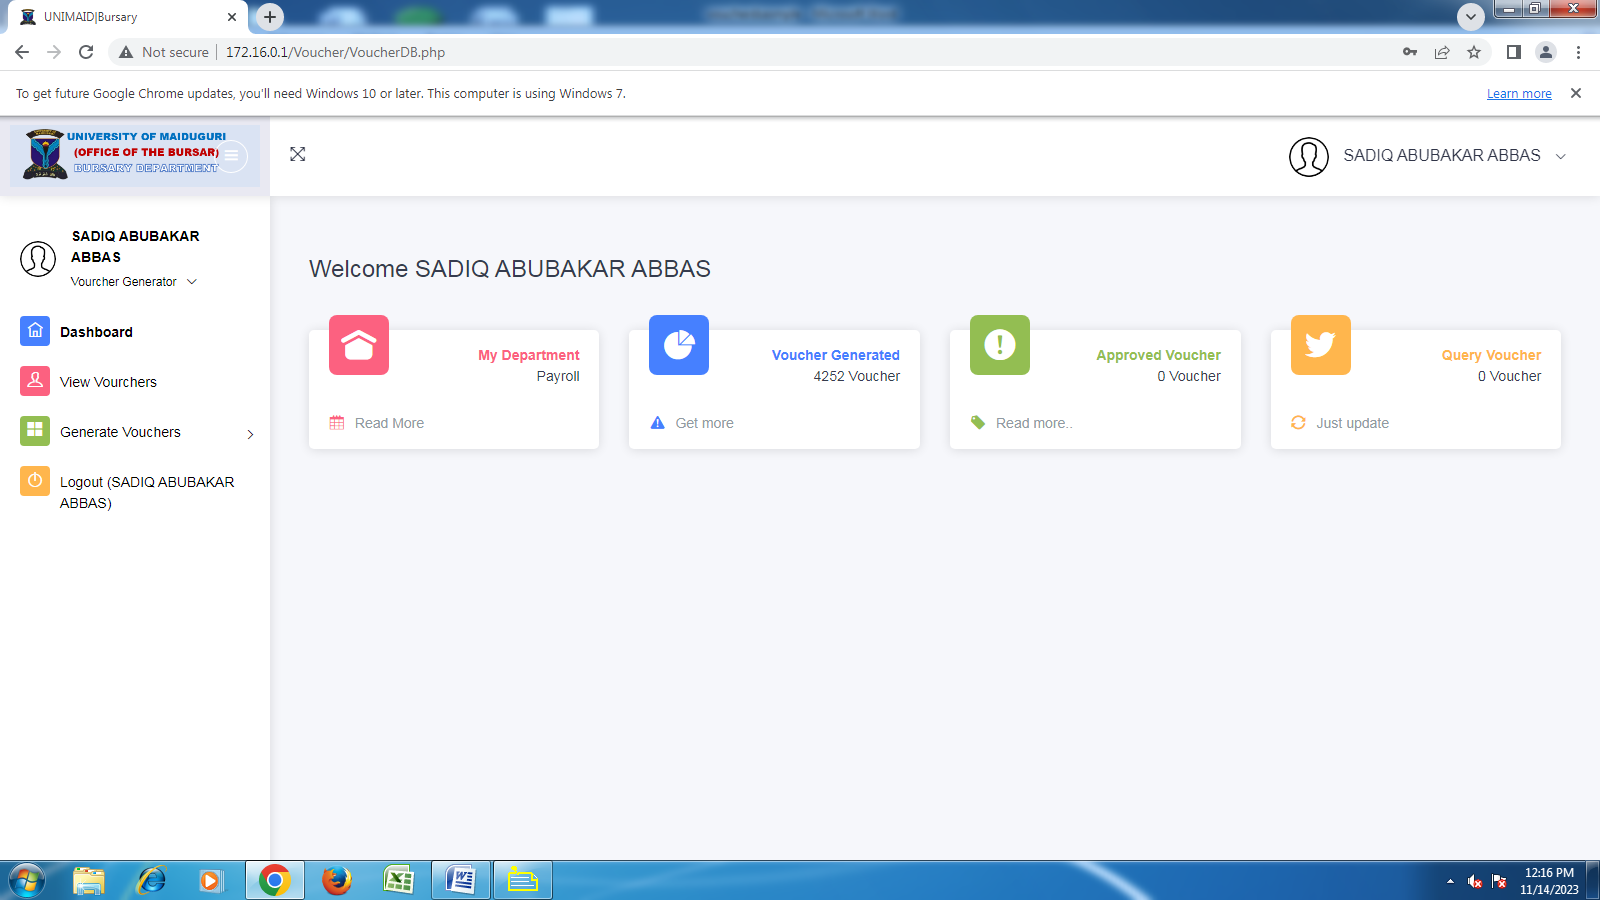 UNIMAID|Bursary
Not secure
172.16.0.1/Voucher/VoucherDB.php
To get future Google Chrome updates, you'll need Windows 10 or later. This computer is using Windows 7.
Learn more
UNIVERSITY OF MAIDUGURI
(OFFICE OF THE BURSAR)
BURSARY DEPARTMENT
SADIQ ABUBAKAR ABBAS
SADIQ ABUBAKAR
ABBAS
Vourcher Generator
Dashboard
View Vourchers
Generate Vouchers
Logout (SADIQ ABUBAKAR
ABBAS)
Welcome SADIQ ABUBAKAR ABBAS
My Department
Payroll
Read More
Voucher Generated
4252 Voucher
Get more
Approved Voucher
0 Voucher
Read more..
Query Voucher
0 Voucher
Just update
12:16 PM
11/14/2023